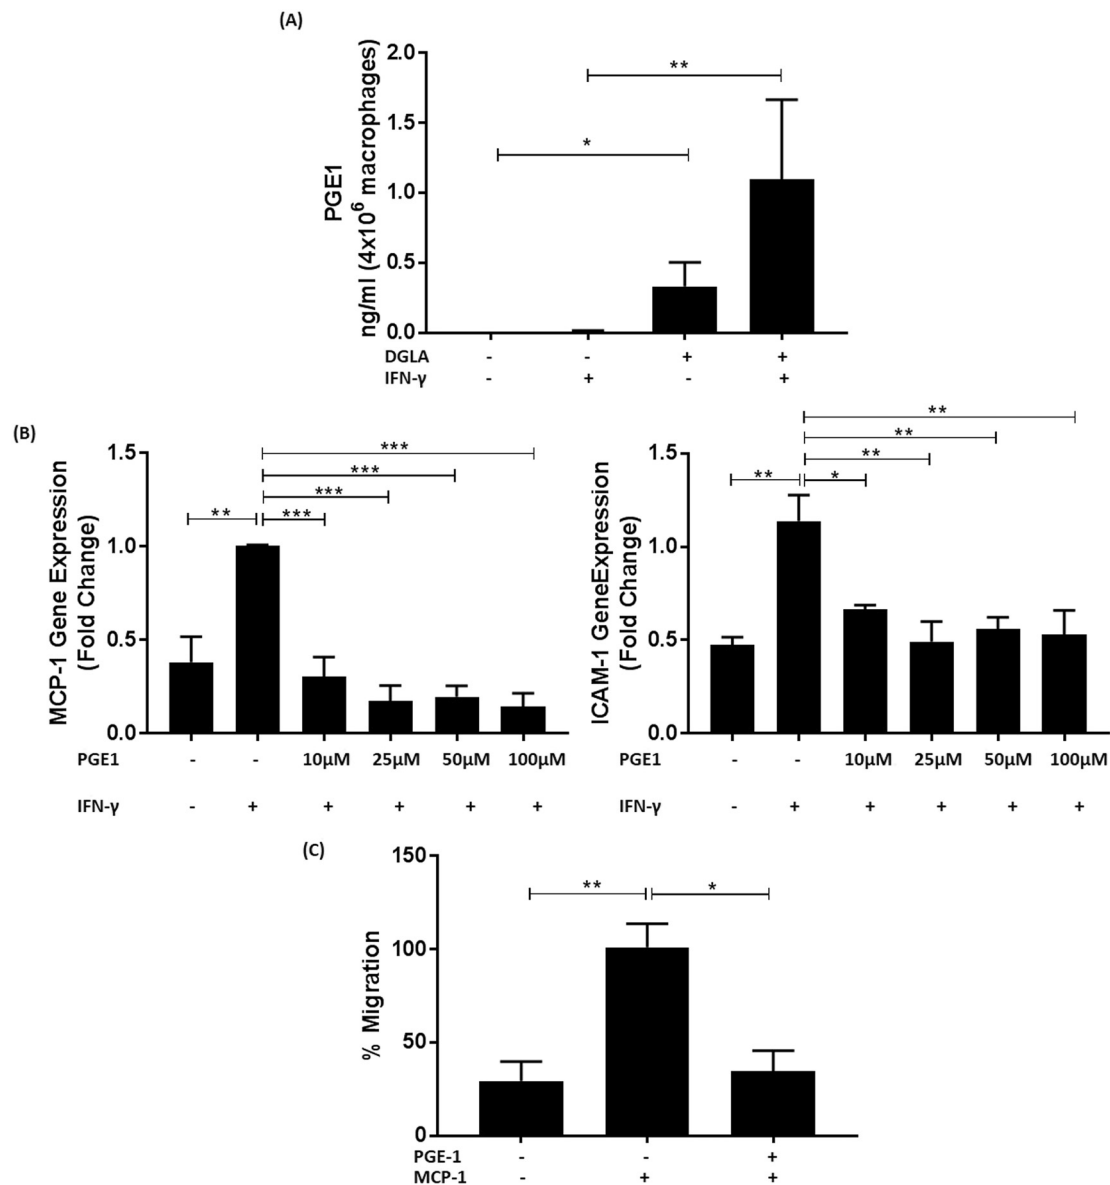 (A)
PGE1
ng/ml (4x10⁶ macrophages)
2.0
1.5
1.0
0.5
0.0
**
*
DGLA - - + +
IFN-γ - + - +
(B)
MCP-1 Gene Expression
(Fold Change)
1.5
1.0
0.5
0.0
***
***
***
** ***
PGE1 - - 10µM 25µM 50µM 100µM
IFN-γ - + + + + +
ICAM-1 GeneExpression
(Fold Change)
1.5
1.0
0.5
0.0
**
**
**
** *
PGE1 - - 10µM 25µM 50µM 100µM
IFN-γ - + + + + +
(C)
% Migration
150
100
50
0
** *
PGE-1 - - +
MCP-1 - + +